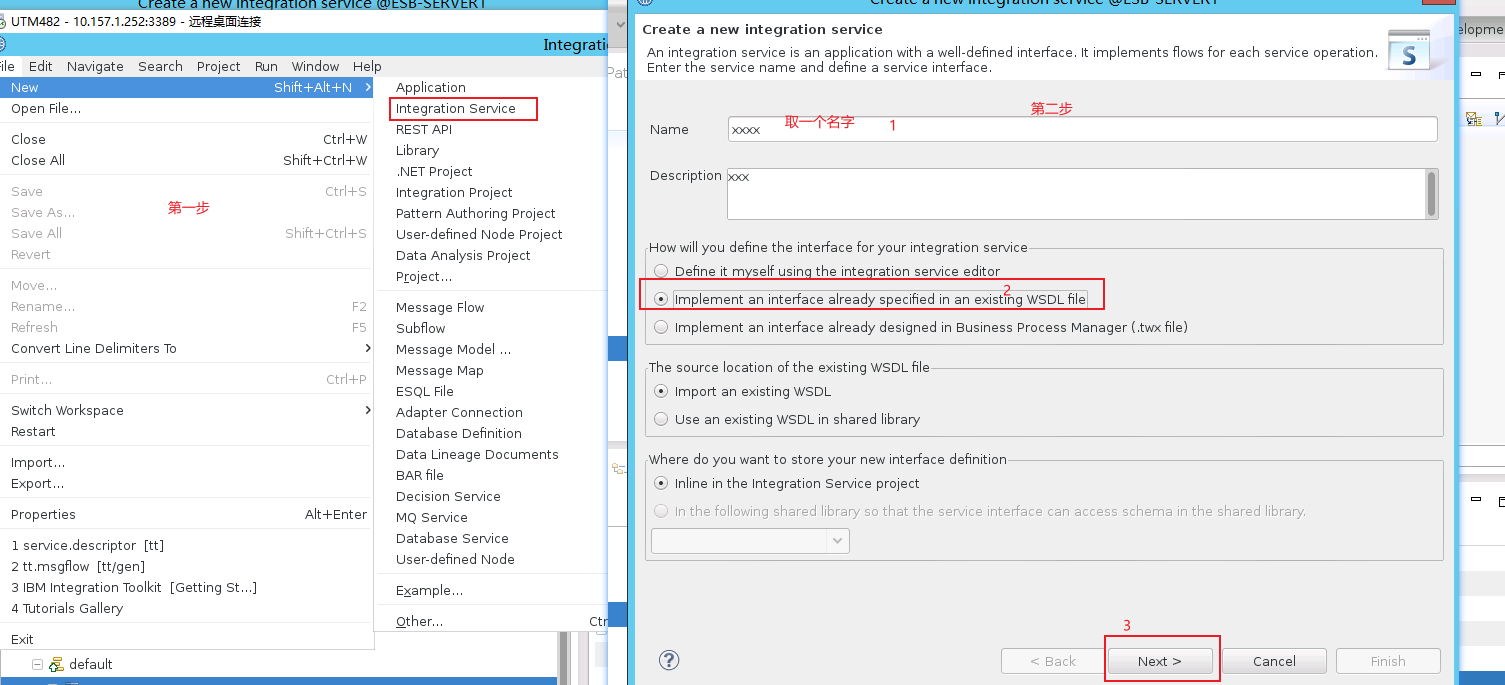 Create a new integration service @ESB-SERVER1
UTM482 - 10.157.1.252:3389 - 远程桌面连接
Integratio
File Edit Navigate Search Project Run Window Help
New Shift+Alt+N
Open File...
Close Ctrl+W
Close All Shift+Ctrl+W
Save Ctrl+S
Save As...
第一步
Save All Shift+Ctrl+S
Revert
Move...
Rename... F2
Refresh F5
Convert Line Delimiters To
Print... Ctrl+P
Switch Workspace
Restart
Import...
Export...
Properties Alt+Enter
1 service.descriptor [tt]
2 tt.msgflow [tt/gen]
3 IBM Integration Toolkit [Getting St...]
4 Tutorials Gallery
Exit
default
Application
Integration Service
REST API
Library
.NET Project
Integration Project
Pattern Authoring Project
User-defined Node Project
Data Analysis Project
Project...
Message Flow
Subflow
Message Model ...
Message Map
ESQL File
Adapter Connection
Database Definition
Data Lineage Documents
BAR file
Decision Service
MQ Service
Database Service
User-defined Node
Example...
Other... Ctr
Pat
Create a new integration service @ESB-SERVER1
Create a new integration service
An integration service is an application with a well-defined interface. It implements flows for each service operation.
Enter the service name and define a service interface.
S
elopme
第二步
Name xxxx 取一个名字 1
Description xxx
How will you define the interface for your integration service
Define it myself using the integration service editor
2
Implement an interface already specified in an existing WSDL file
Implement an interface already designed in Business Process Manager (.twx file)
The source location of the existing WSDL file
Import an existing WSDL
Use an existing WSDL in shared library
Where do you want to store your new interface definition
Inline in the Integration Service project
In the following shared library so that the service interface can access schema in the shared library.
3
? < Back Next > Cancel Finish